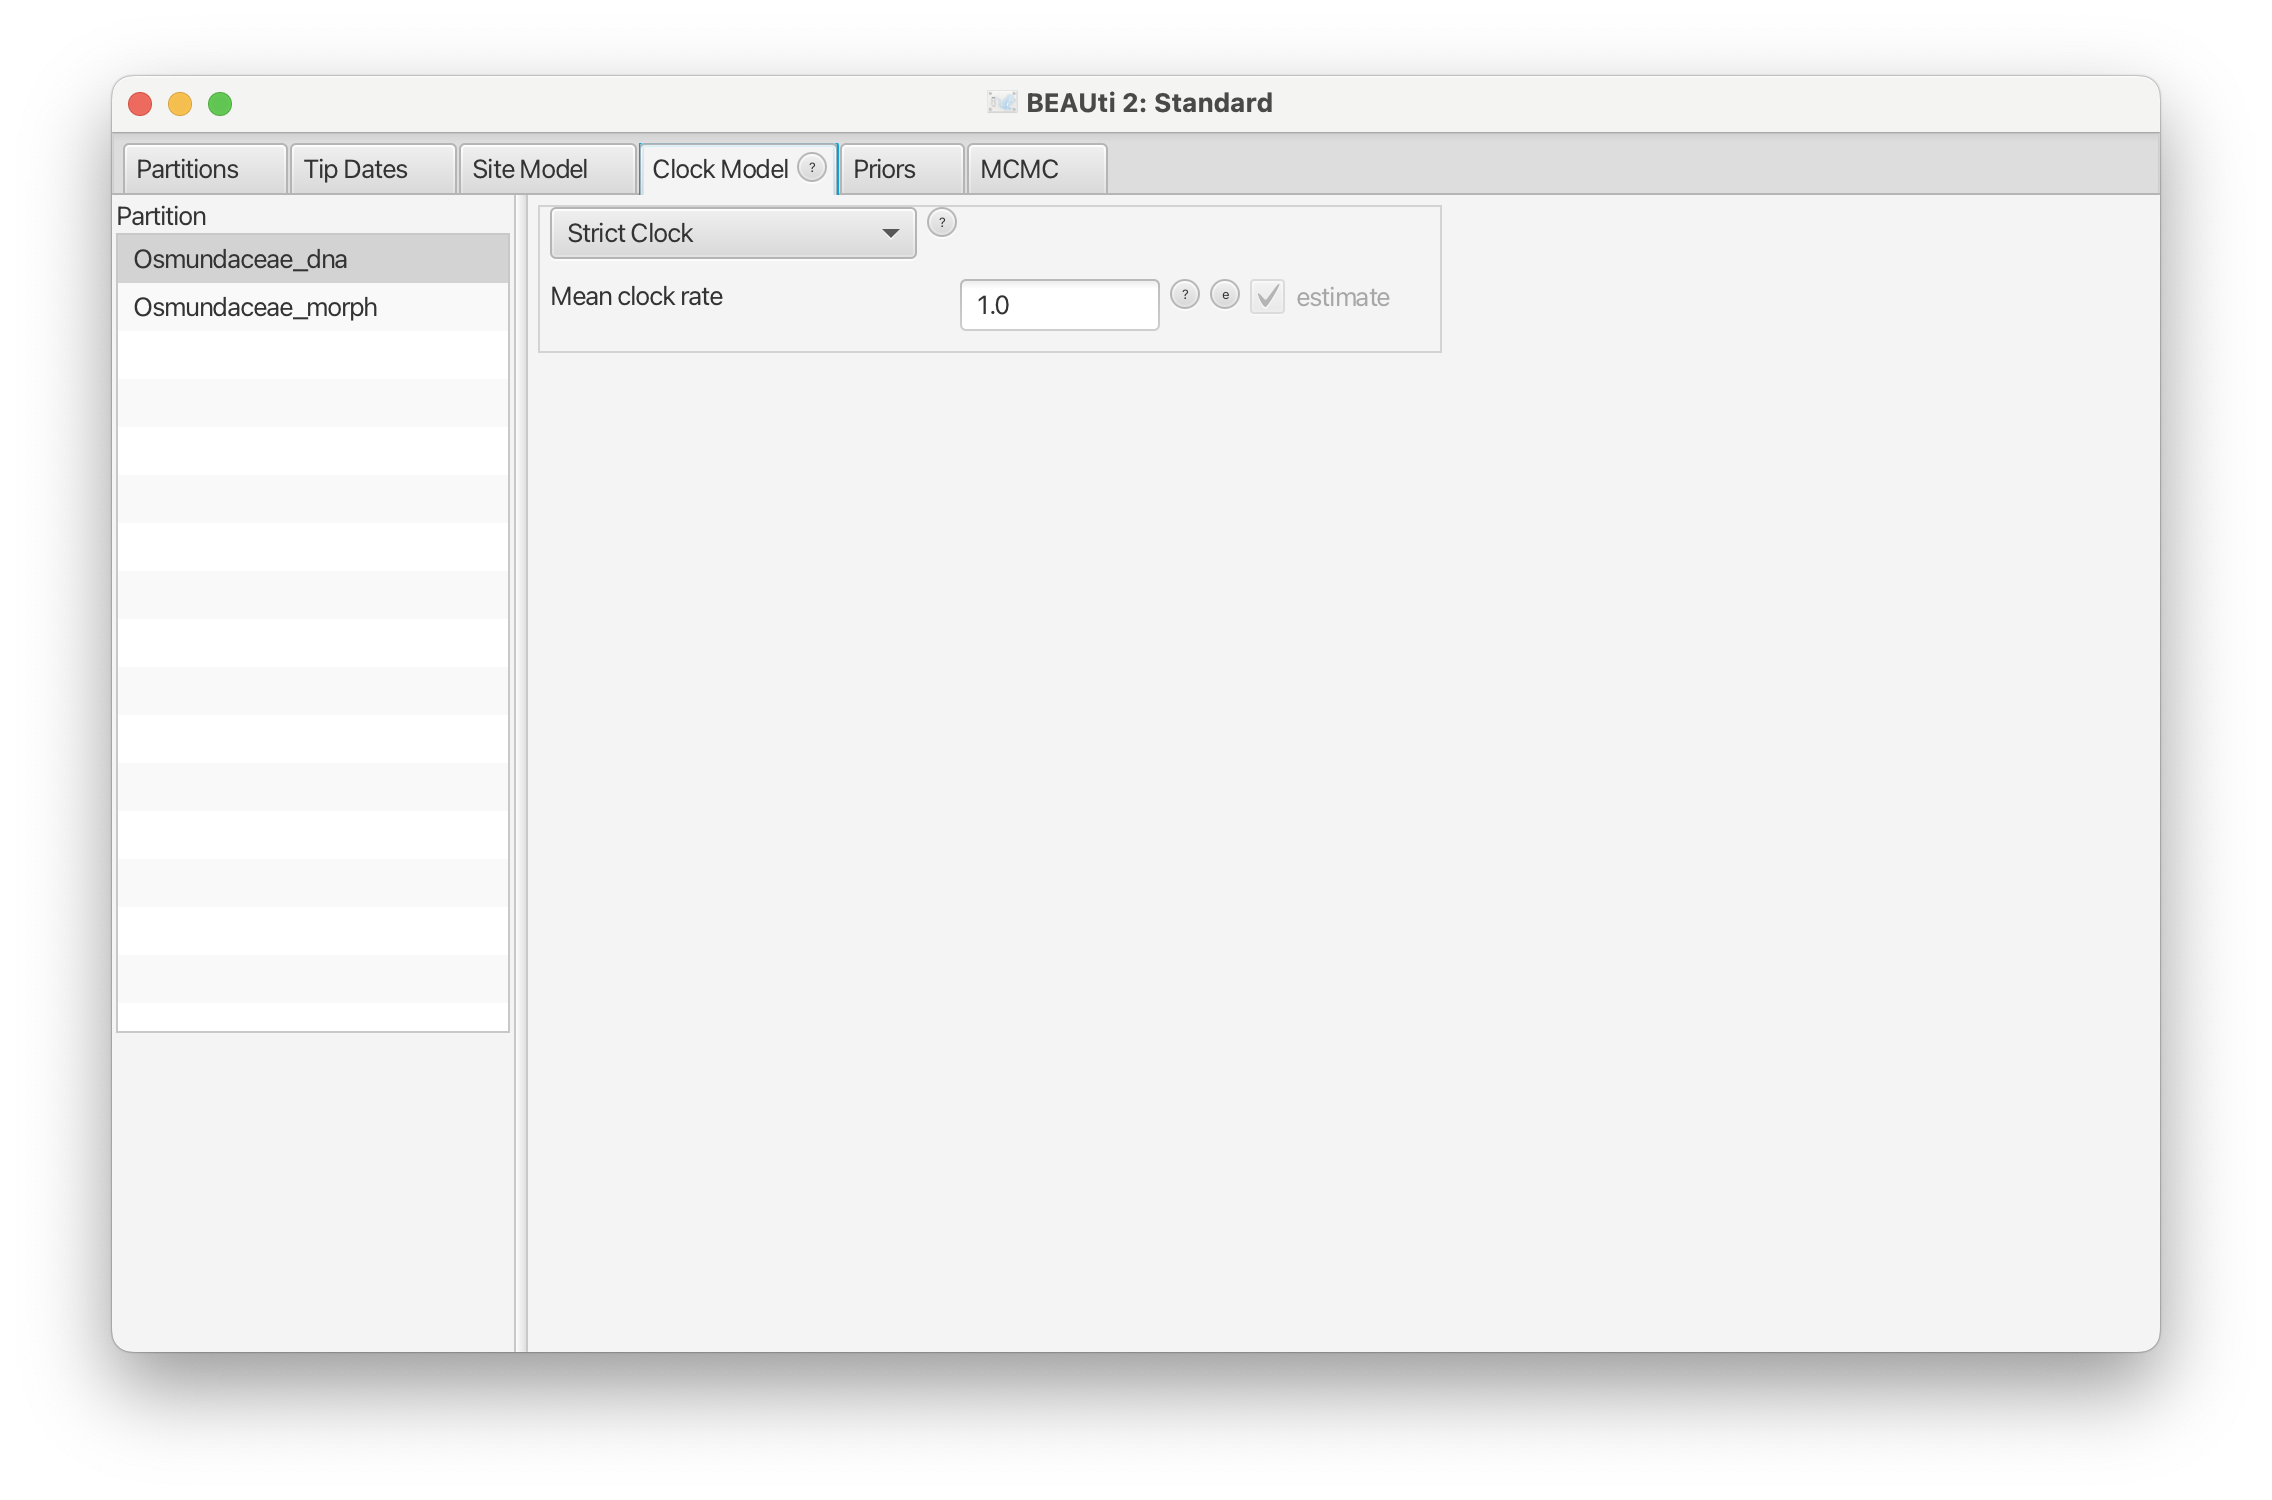 BEAUti 2: Standard
Partitions Tip Dates Site Model Clock Model ? Priors MCMC
Partition
Osmundaceae_dna
Osmundaceae_morph
Strict Clock ?
Mean clock rate 1.0 ? e estimate